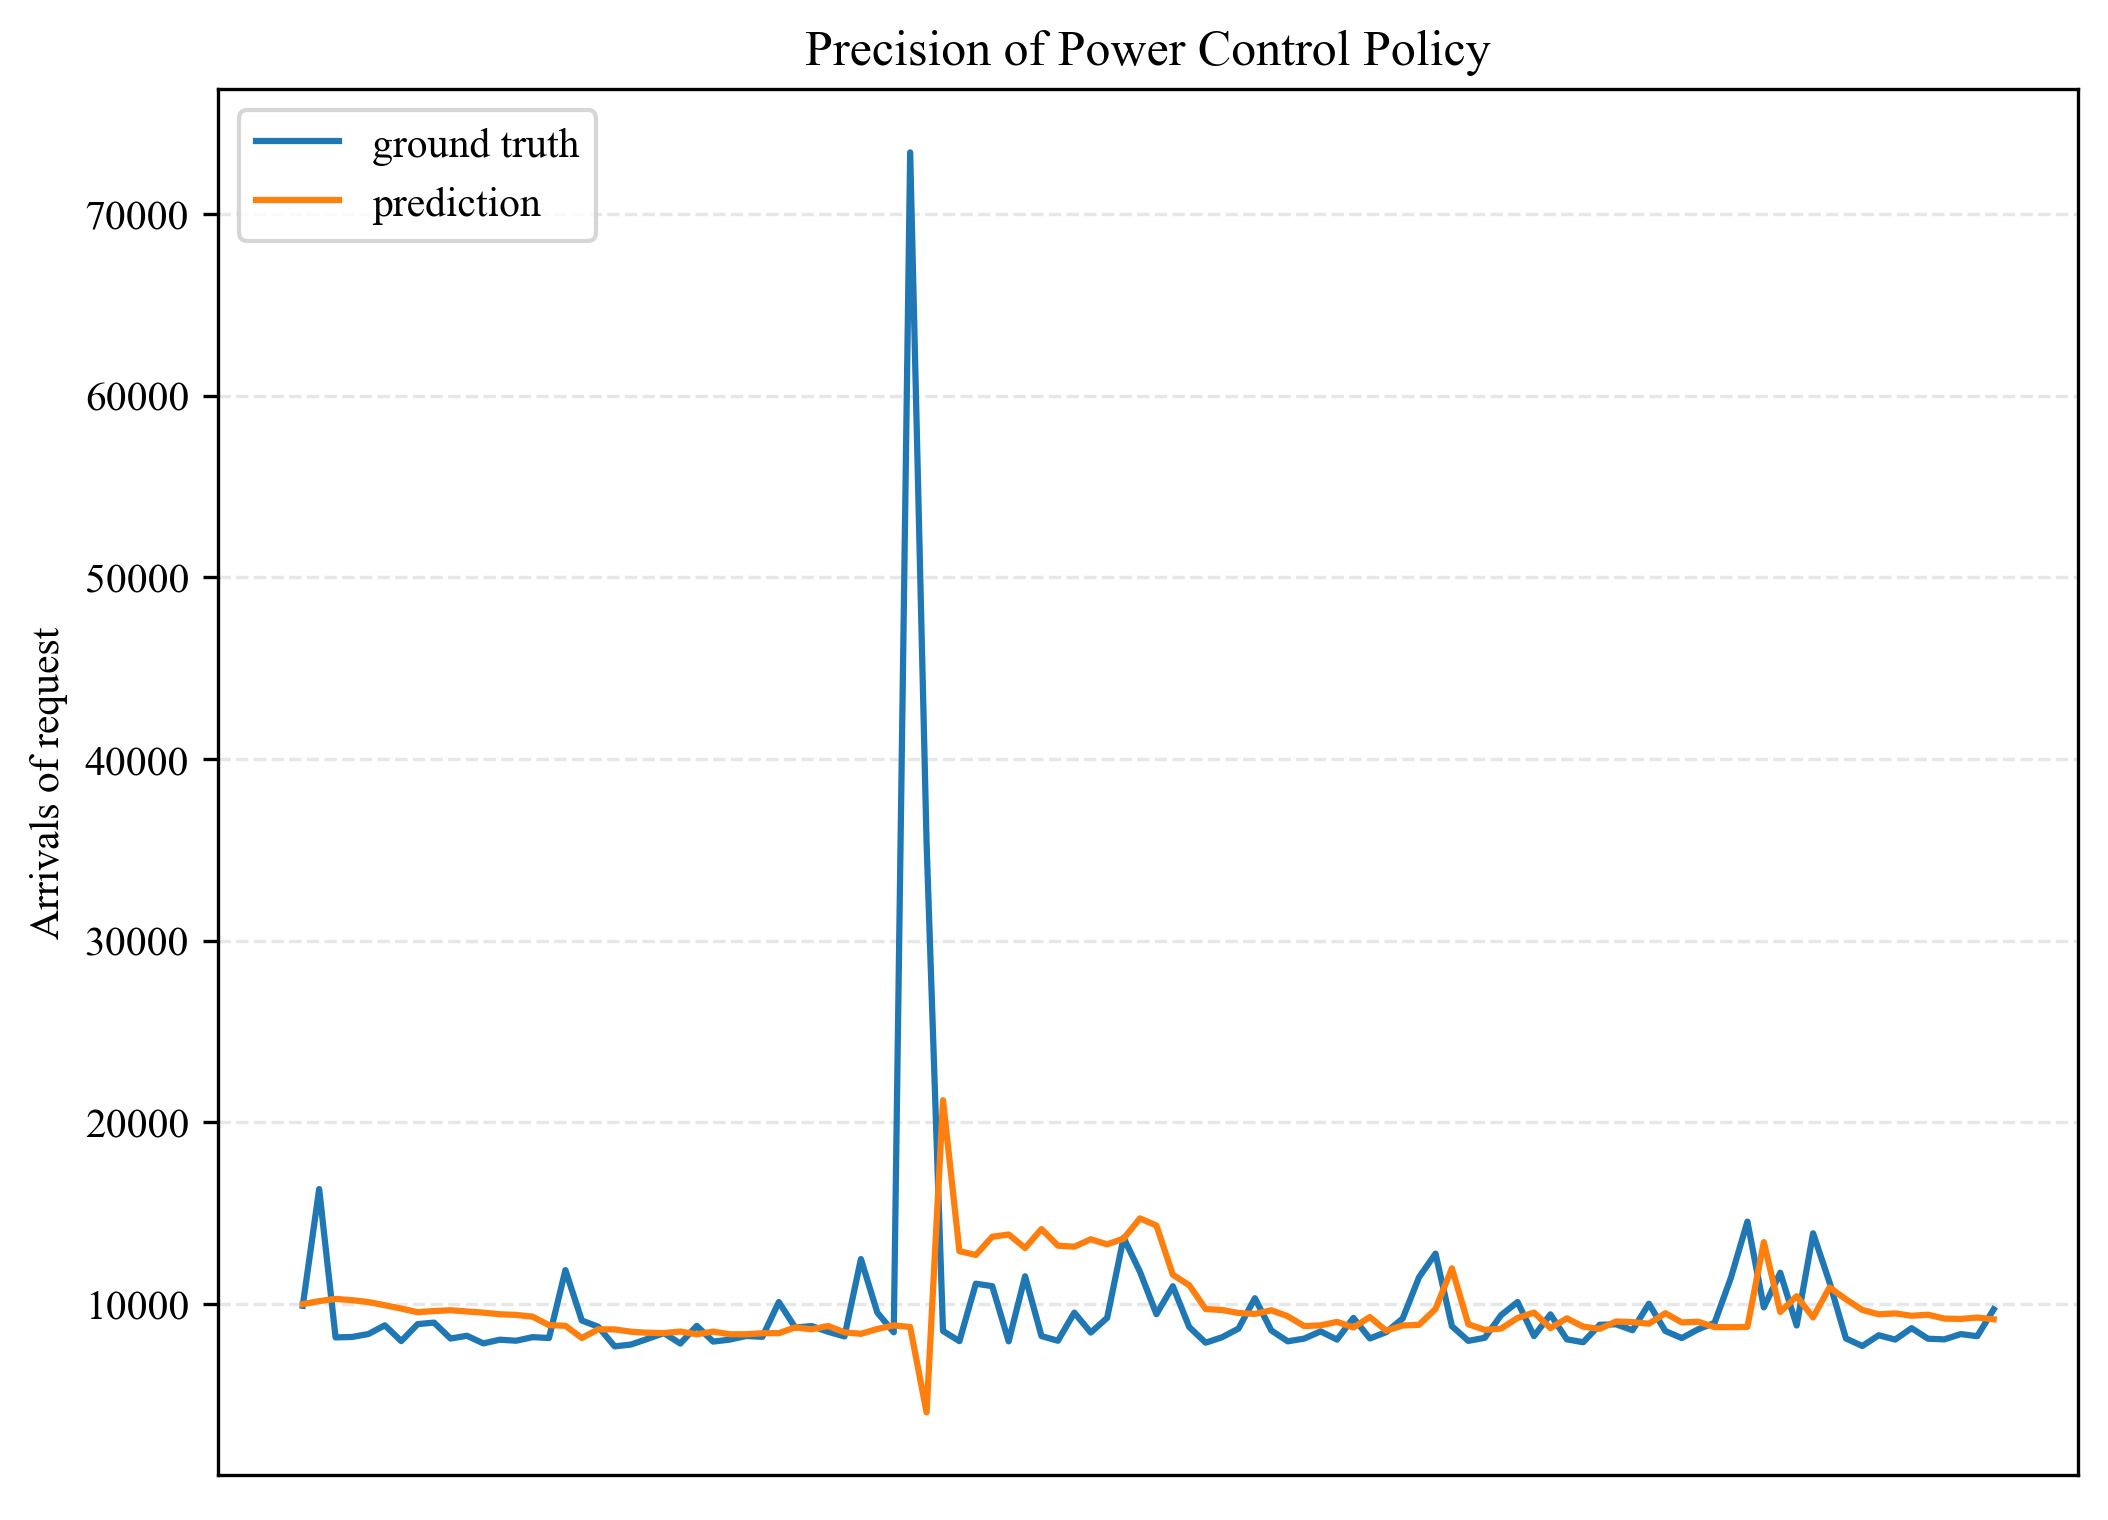 Precision of Power Control Policy
ground truth
prediction
70000
60000
50000
40000
30000
20000
10000
Arrivals of request